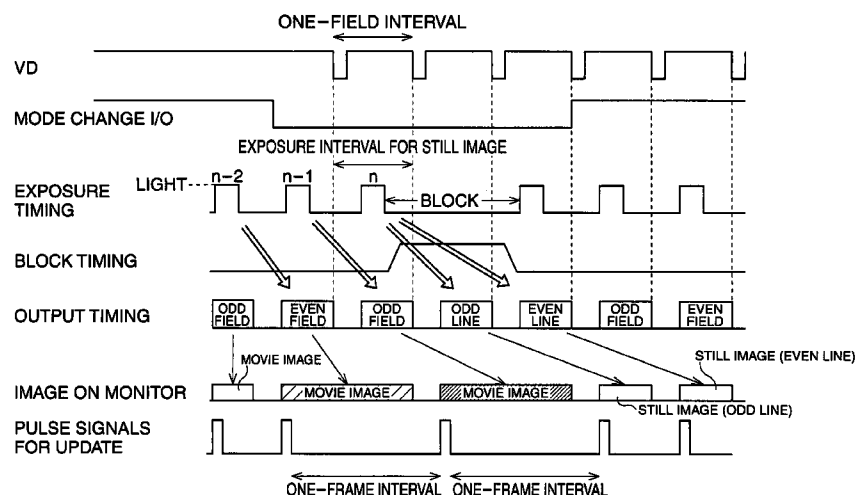 ONE-FIELD INTERVAL
VD
MODE CHANGE I/O
EXPOSURE INTERVAL FOR STILL IMAGE
n-2
n-1
n
LIGHT
EXPOSURE
TIMING
BLOCK
BLOCK TIMING
OUTPUT TIMING
ODD
FIELD
EVEN
FIELD
ODD
FIELD
ODD
LINE
EVEN
LINE
ODD
FIELD
EVEN
FIELD
MOVIE IMAGE
STILL IMAGE (EVEN LINE)
IMAGE ON MONITOR
MOVIE IMAGE
MOVIE IMAGE
STILL IMAGE (ODD LINE)
PULSE SIGNALS
FOR UPDATE
ONE-FRAME INTERVAL
ONE-FRAME INTERVAL